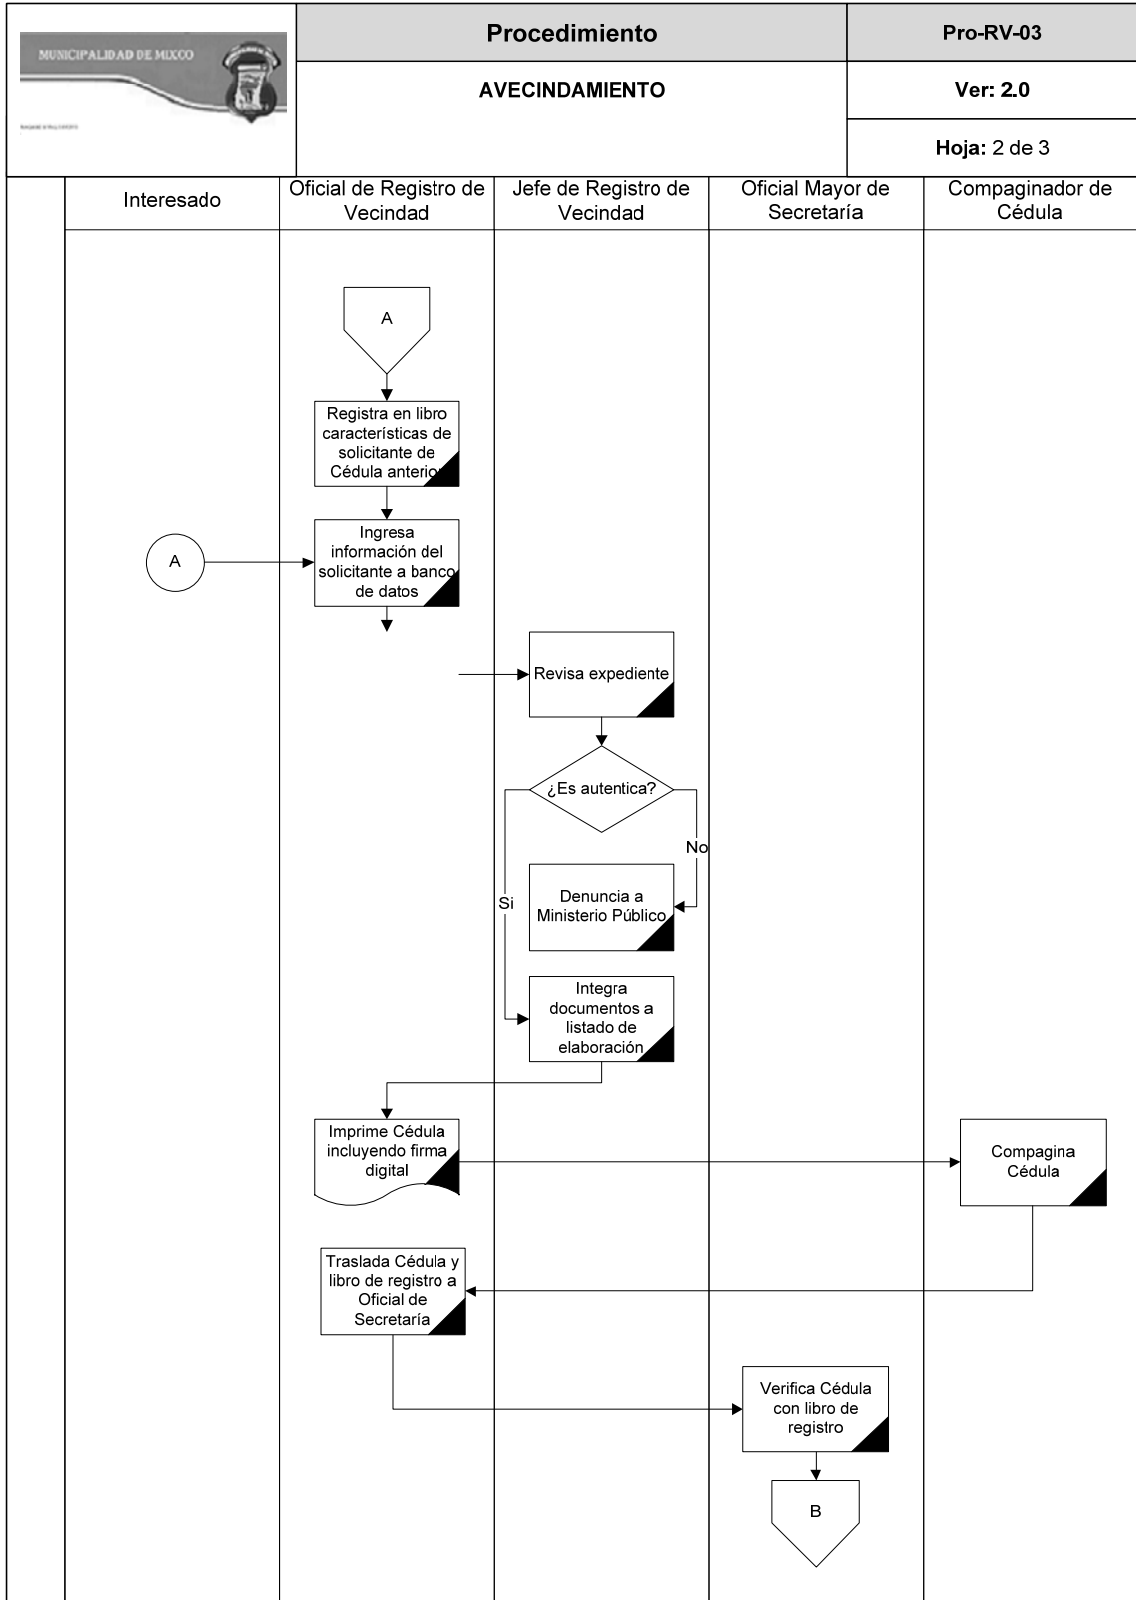 MUNICIPALIDAD DE MIXCO
Procedimiento
Pro-RV-03
AVECINDAMIENTO
Ver: 2.0
Hoja: 2 de 3
Interesado
Oficial de Registro de
Vecindad
Jefe de Registro de
Vecindad
Oficial Mayor de
Secretaría
Compaginador de
Cédula
A
Registra en libro
características de
solicitante de
Cédula anterior
A
Ingresa
información del
solicitante a banco
de datos
Revisa expediente
¿Es autentica?
No
Si
Denuncia a
Ministerio Público
Integra
documentos a
listado de
elaboración
Imprime Cédula
incluyendo firma
digital
Compagina
Cédula
Traslada Cédula y
libro de registro a
Oficial de
Secretaría
Verifica Cédula
con libro de
registro
B